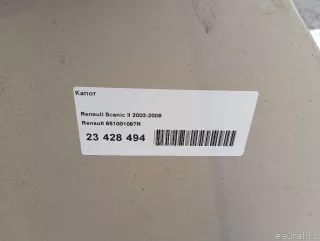 Капот
Renault Scenic II 2003-2009
Renault 651001097R
23 428 494